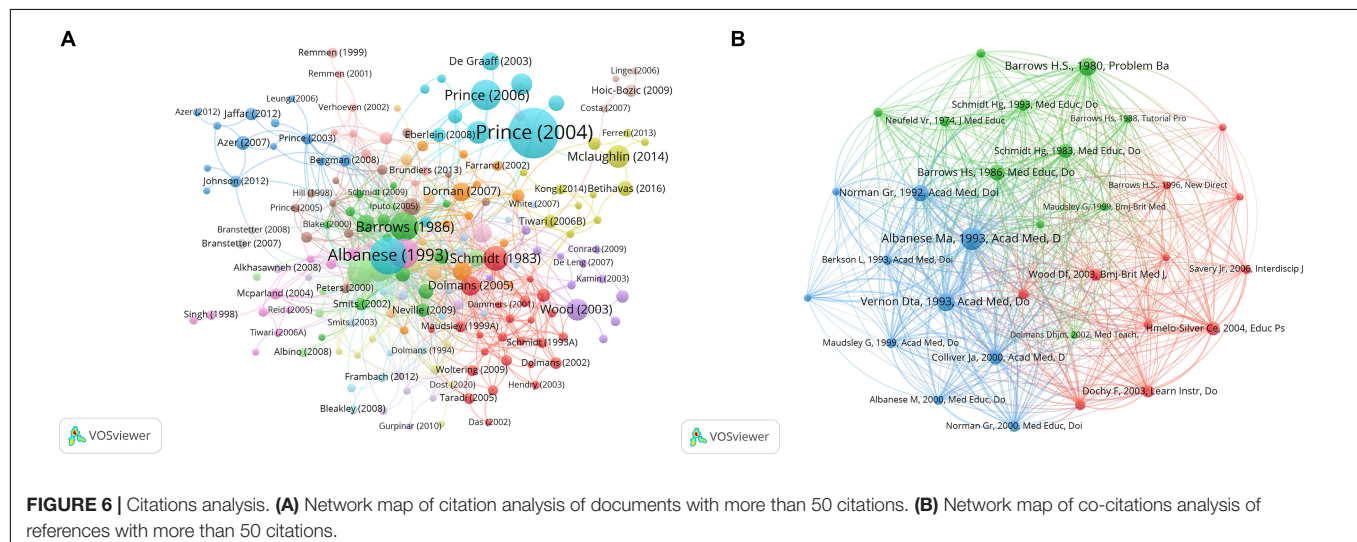 A
B
Remmen (1999)
De Graaff (2003)
Remmen (2001)
Linge (2006)
Hoic-Bozic (2009)
Leung (2006)
Prince (2006)
Azer (2012)
Jaffar (2012)
Verhoeven (2002)
Costa (2007)
Prince (2004)
Eberlein (2008)
Ferreri (2013)
Prince (2003)
Azer (2007)
Bergman (2008)
Mclaughlin (2014)
Brundiers (2013)
Farrand (2002)
Johnson (2012)
Hill (1998)
Schmidt (2009)
Dornan (2007)
Kong (2014)
Betihavas (2016)
Prince (2005)
Iputo (2005)
White (2007)
Blake (2000)
Barrows (1986)
Tiwari (2006B)
Branstetter (2008)
Branstetter (2007)
Albanese (1993)
Schmidt (1983)
Conradi (2009)
De Leng (2007)
Alkhasawneh (2008)
Kamin (2003)
Peters (2000)
Dolmans (2005)
Mcparland (2004)
Smits (2002)
Dammers (2001)
Wood (2003)
Singh (1998)
Reid (2005)
Neville (2009)
Tiwari (2006A)
Smits (2003)
Maudsley (1999A)
Schmidt (1993A)
Albino (2008)
Dolmans (1994)
Dolmans (2002)
Frambach (2012)
Woltering (2009)
Dost (2020)
Hendry (2003)
Bleakley (2008)
Taradi (2005)
Gurpinar (2010)
Das (2002)
VOSviewer
Barrows H.S., 1980, Problem Ba
Schmidt Hg, 1993, Med Educ, Do
Neufeld Vr, 1974, J Med Educ
Barrows Hs, 1988, Tutorial Pro
Schmidt Hg, 1983, Med Educ, Do
Barrows Hs, 1986, Med Educ, Do
Barrows H.S., 1996, New Direct
Norman Gr, 1992, Acad Med, Doi
Maudsley G, 1999, Bmj-Brit Med
Albanese Ma, 1993, Acad Med, D
Berkson L, 1993, Acad Med, Doi
Wood Df, 2003, Bmj-Brit Med J,
Savery Jr, 2006, Interdiscip J
Vernon Dta, 1993, Acad Med, Do
Dolmans Dhjm, 2002, Med Teach,
Hmelo-Silver Ce, 2004, Educ Ps
Maudsley G, 1999, Acad Med, Do
Colliver Ja, 2000, Acad Med, D
Dochy F, 2003, Learn Instr, Do
Albanese M, 2000, Med Educ, Do
Norman Gr, 2000, Med Educ, Doi
VOSviewer
FIGURE 6 | Citations analysis. (A) Network map of citation analysis of documents with more than 50 citations. (B) Network map of co-citations analysis of
references with more than 50 citations.